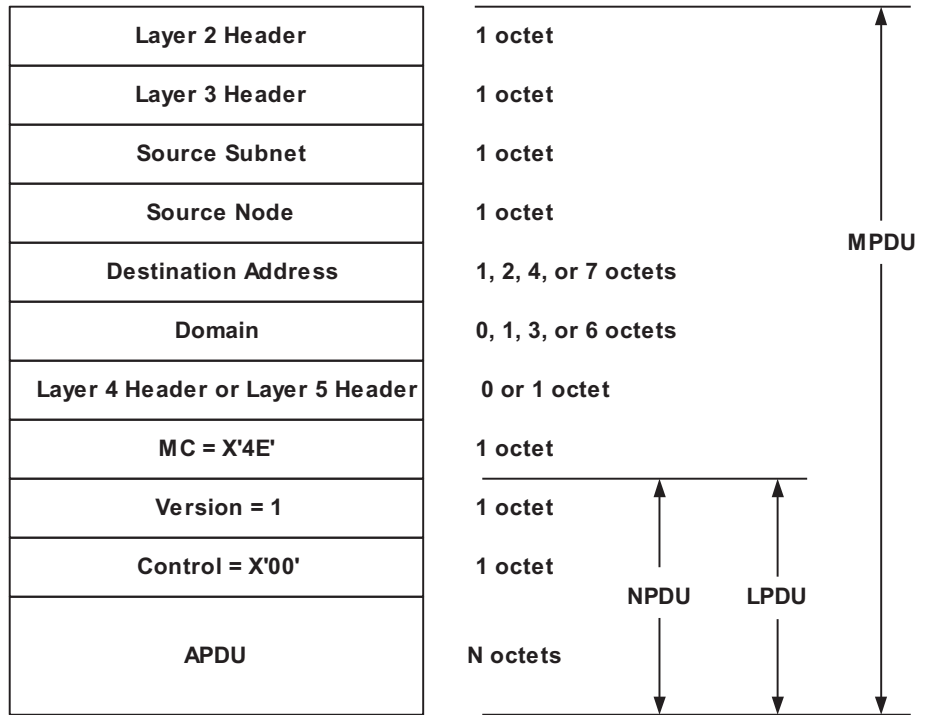 Layer 2 Header 1 octet
Layer 3 Header 1 octet
Source Subnet 1 octet
Source Node 1 octet
MPDU
Destination Address 1, 2, 4, or 7 octets
Domain 0, 1, 3, or 6 octets
Layer 4 Header or Layer 5 Header 0 or 1 octet
MC = X'4E' 1 octet
Version = 1 1 octet
Control = X'00' 1 octet
NPDU LPDU
APDU N octets